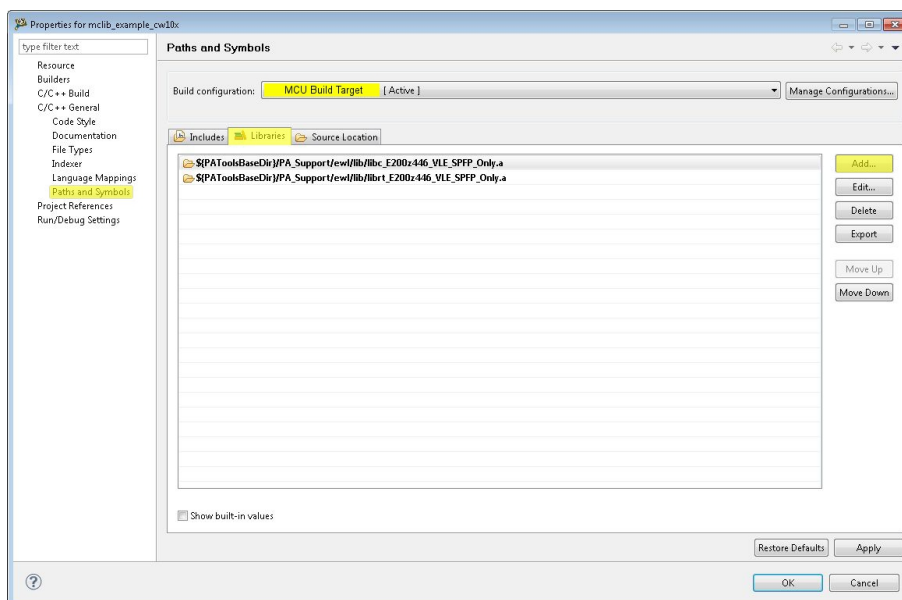 Properties for mclib_example_cw10x
type filter text
Resource
Builders
C/C++ Build
C/C++ General
Code Style
Documentation
File Types
Indexer
Language Mappings
Paths and Symbols
Project References
Run/Debug Settings
Paths and Symbols
Build configuration: MCU Build Target [ Active ] Manage Configurations...
Includes Libraries Source Location
${PAToolsBaseDir}/PA_Support/ewl/lib/libc_E200z446_VLE_SPFP_Only.a
${PAToolsBaseDir}/PA_Support/ewl/lib/librt_E200z446_VLE_SPFP_Only.a
Add...
Edit...
Delete
Export
Move Up
Move Down
Show built-in values
Restore Defaults Apply
? OK Cancel